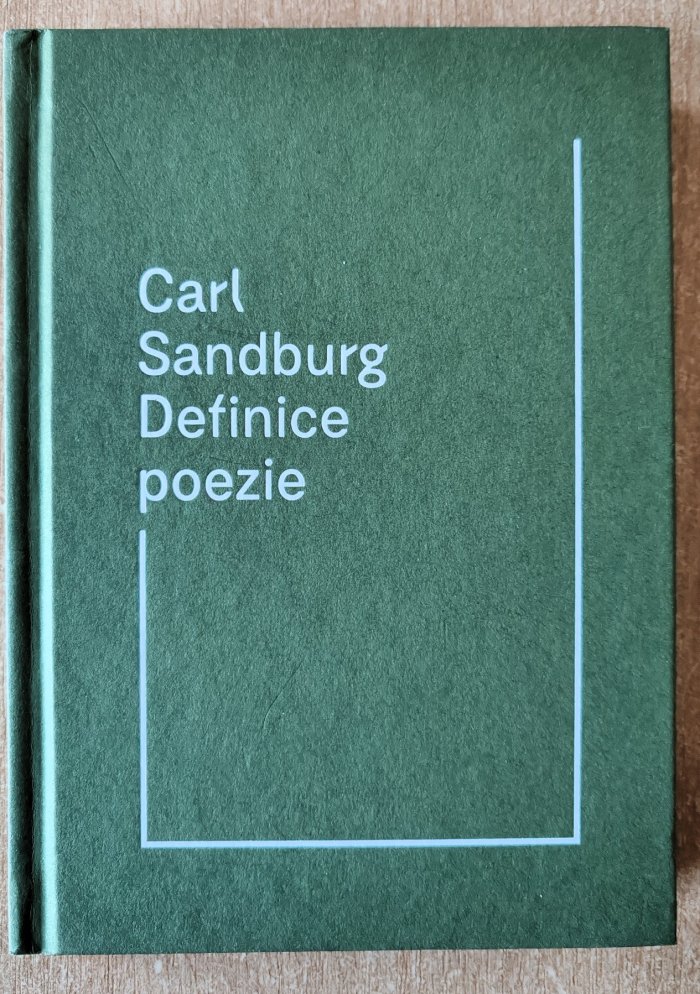 Carl
Sandburg
Definice
poezie